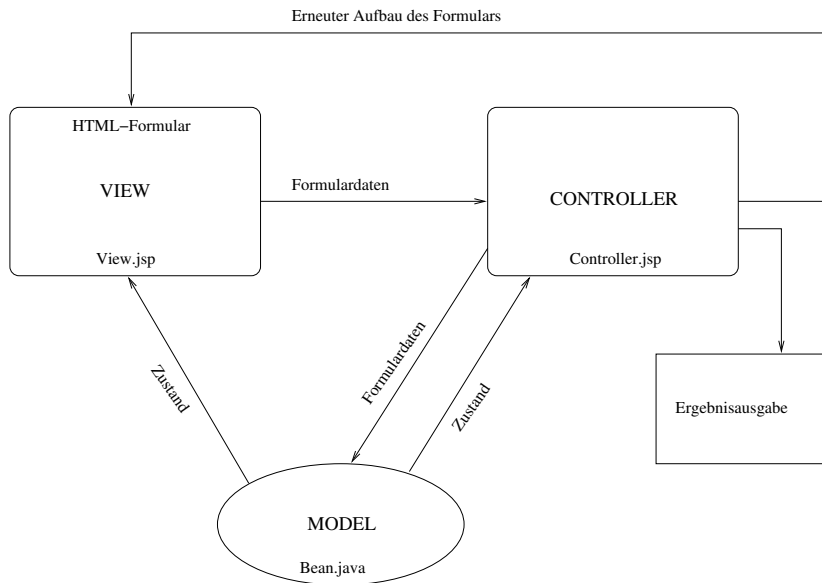 Erneuter Aufbau des Formulars
HTML−Formular
VIEW
View.jsp
Formulardaten
CONTROLLER
Controller.jsp
Zustand
Formulardaten
Zustand
Ergebnisausgabe
MODEL
Bean.java